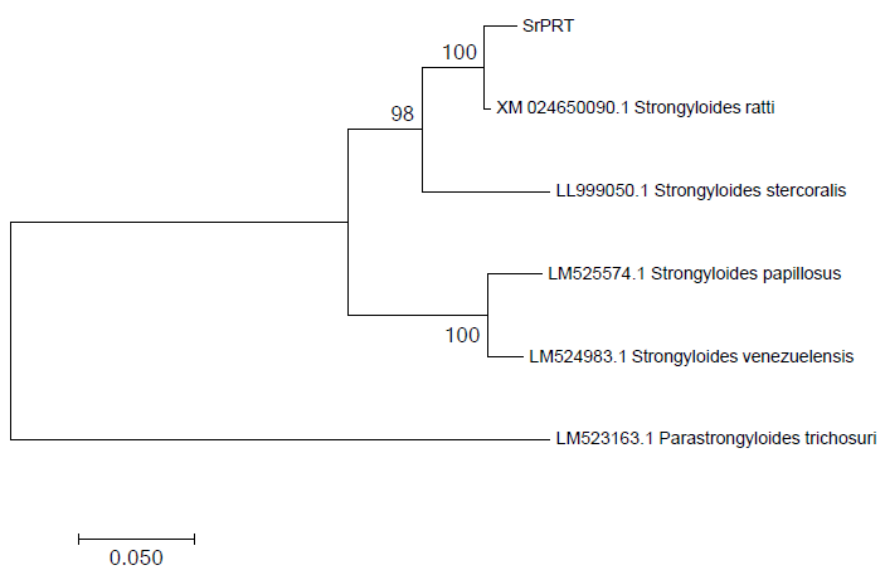 SrPRT
100
XM 024650090.1 Strongyloides ratti
98
LL999050.1 Strongyloides stercoralis
LM525574.1 Strongyloides papillosus
100
LM524983.1 Strongyloides venezuelensis
LM523163.1 Parastrongyloides trichosuri
0.050